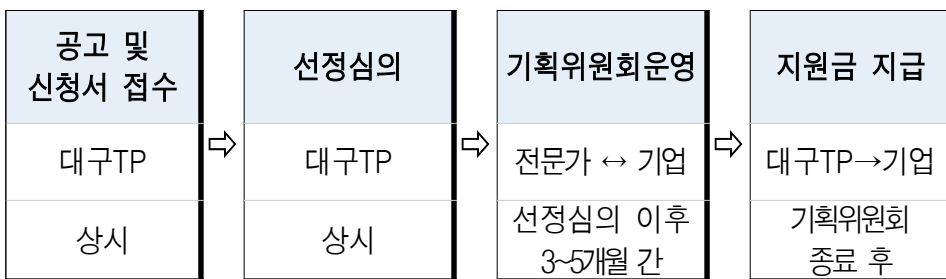 공고 및
신청서 접수
대구TP
상시
⇨
선정심의
대구TP
상시
⇨
기획위원회운영
전문가 ↔ 기업
선정심의 이후
3~5개월 간
⇨
지원금 지급
대구TP→기업
기획위원회
종료 후